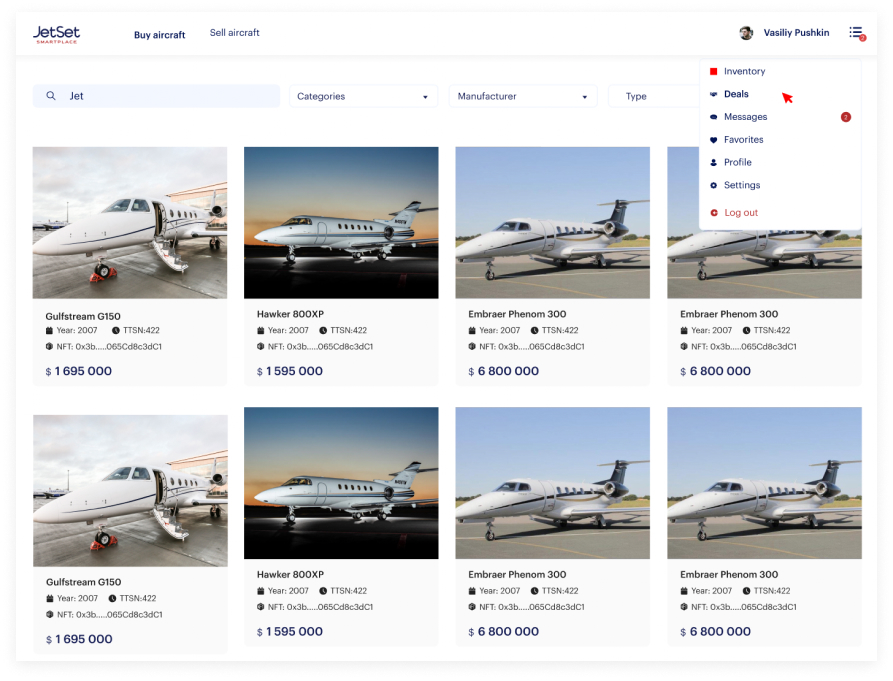 JetSet
SMARTPLACE
Buy aircraft
Sell aircraft
Vasiliy Pushkin
2
Jet
Categories
Manufacturer
Type
Inventory
Deals
Messages
2
Favorites
Profile
Settings
Log out
Gulfstream G150
Year: 2007 TTSN:422
NFT: 0x3b.....065Cd8c3dC1
$ 1 695 000
Hawker 800XP
Year: 2007 TTSN:422
NFT: 0x3b.....065Cd8c3dC1
$ 1 595 000
Embraer Phenom 300
Year: 2007 TTSN:422
NFT: 0x3b.....065Cd8c3dC1
$ 6 800 000
Embraer Phenom 300
Year: 2007 TTSN:422
NFT: 0x3b.....065Cd8c3dC1
$ 6 800 000
Gulfstream G150
Year: 2007 TTSN:422
NFT: 0x3b.....065Cd8c3dC1
$ 1 695 000
Hawker 800XP
Year: 2007 TTSN:422
NFT: 0x3b.....065Cd8c3dC1
$ 1 595 000
Embraer Phenom 300
Year: 2007 TTSN:422
NFT: 0x3b.....065Cd8c3dC1
$ 6 800 000
Embraer Phenom 300
Year: 2007 TTSN:422
NFT: 0x3b.....065Cd8c3dC1
$ 6 800 000